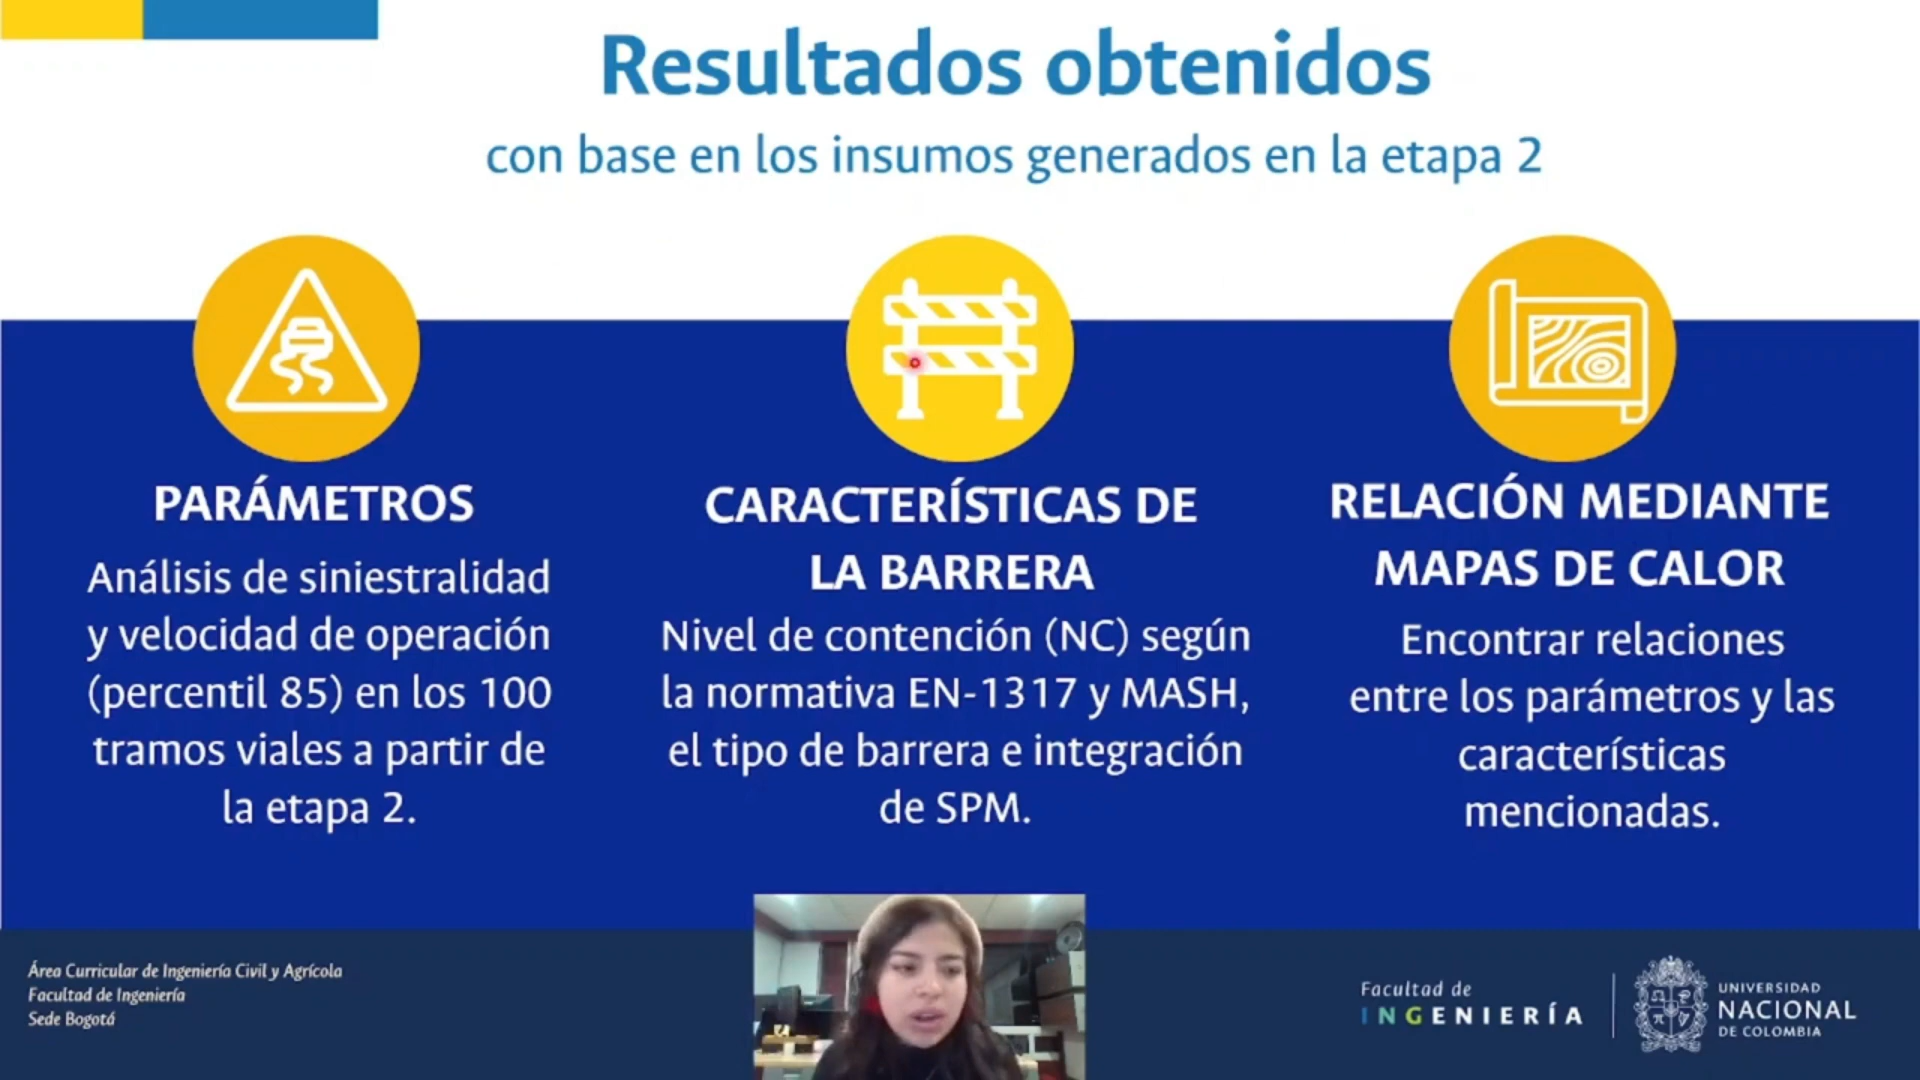 Resultados obtenidos
con base en los insumos generados en la etapa 2
PARÁMETROS
Análisis de siniestralidad
y velocidad de operación
(percentil 85) en los 100
tramos viales a partir de
la etapa 2.
CARACTERÍSTICAS DE
LA BARRERA
Nivel de contención (NC) según
la normativa EN-1317 y MASH,
el tipo de barrera e integración
de SPM.
RELACIÓN MEDIANTE
MAPAS DE CALOR
Encontrar relaciones
entre los parámetros y las
características
mencionadas.
Área Curricular de Ingeniería Civil y Agrícola
Facultad de Ingeniería
Sede Bogotá
Facultad de
INGENIERÍA
UNIVERSIDAD
NACIONAL
DE COLOMBIA